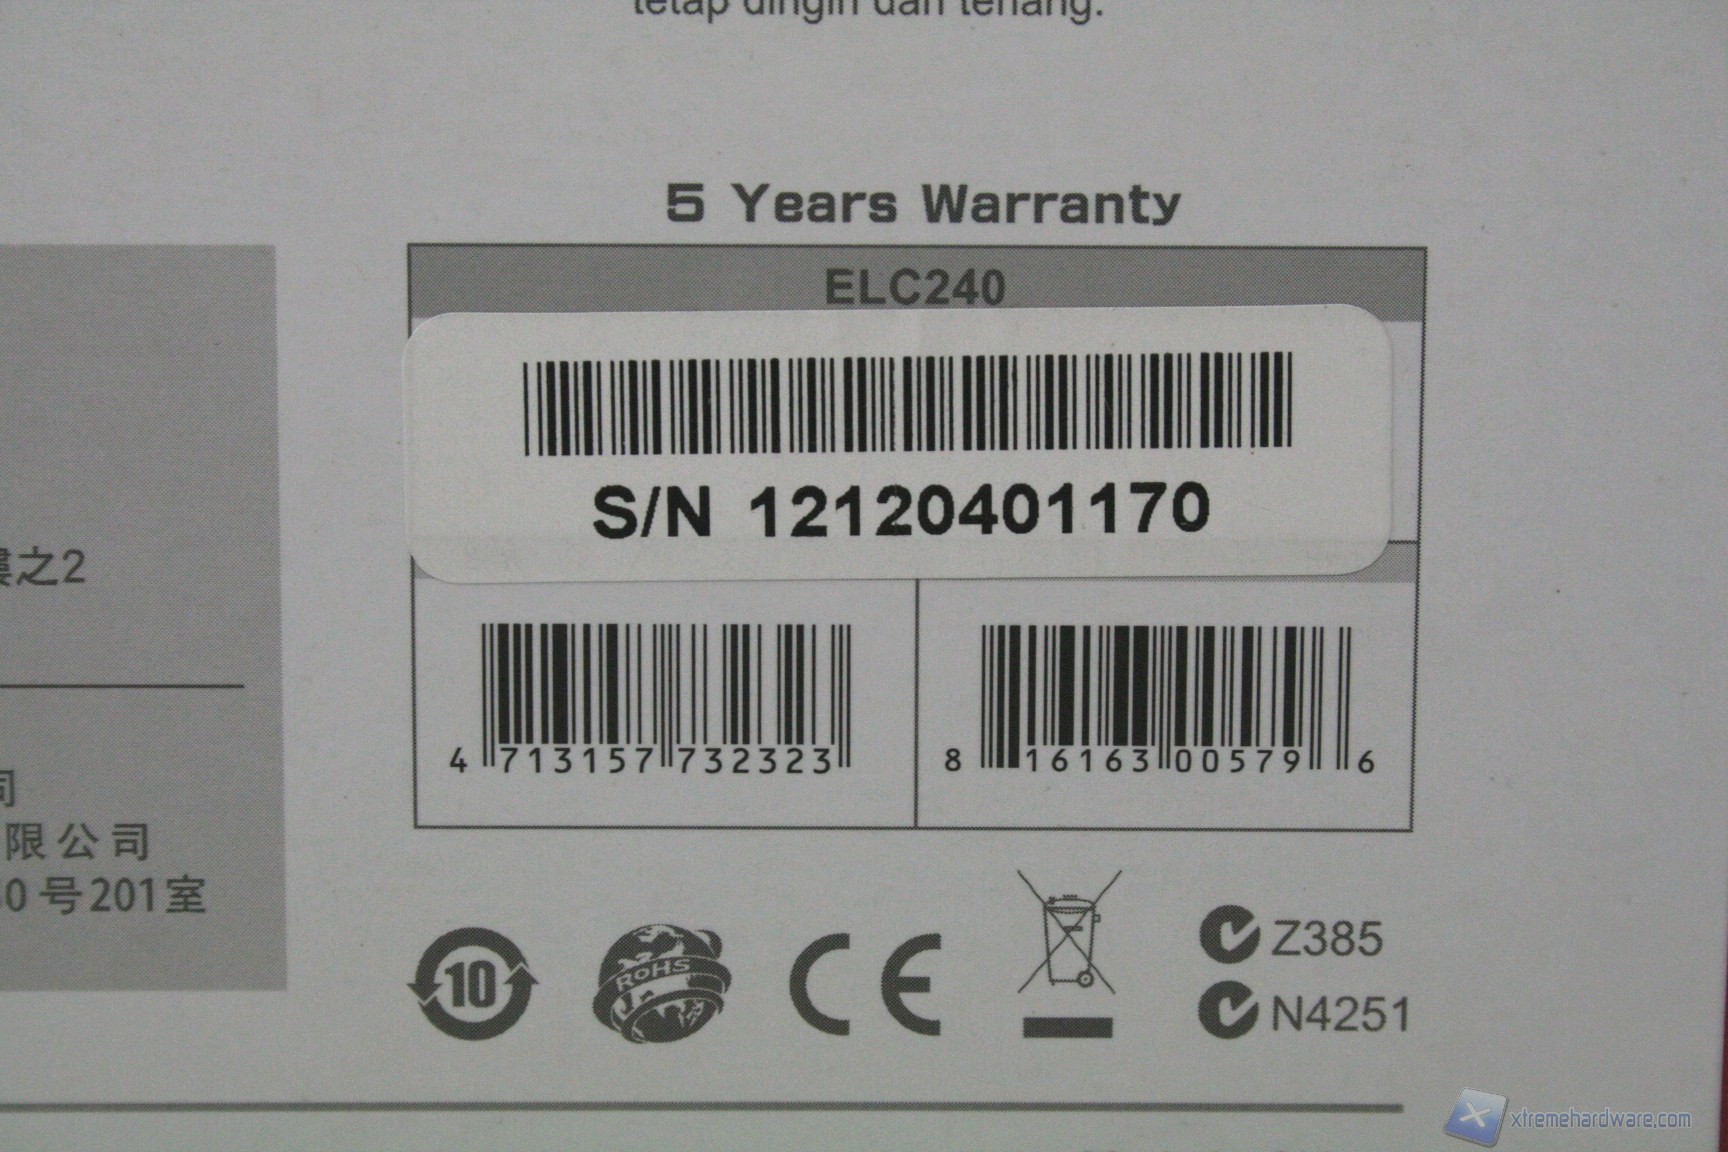 tetap dingin dan tenang.
5 Years Warranty
ELC240
S/N 12120401170
4 713157 732323
8 16163 00579 6
之2
司
限公司
0号201室
10
RoHS
CE
Z385
N4251
xtremehardware.com